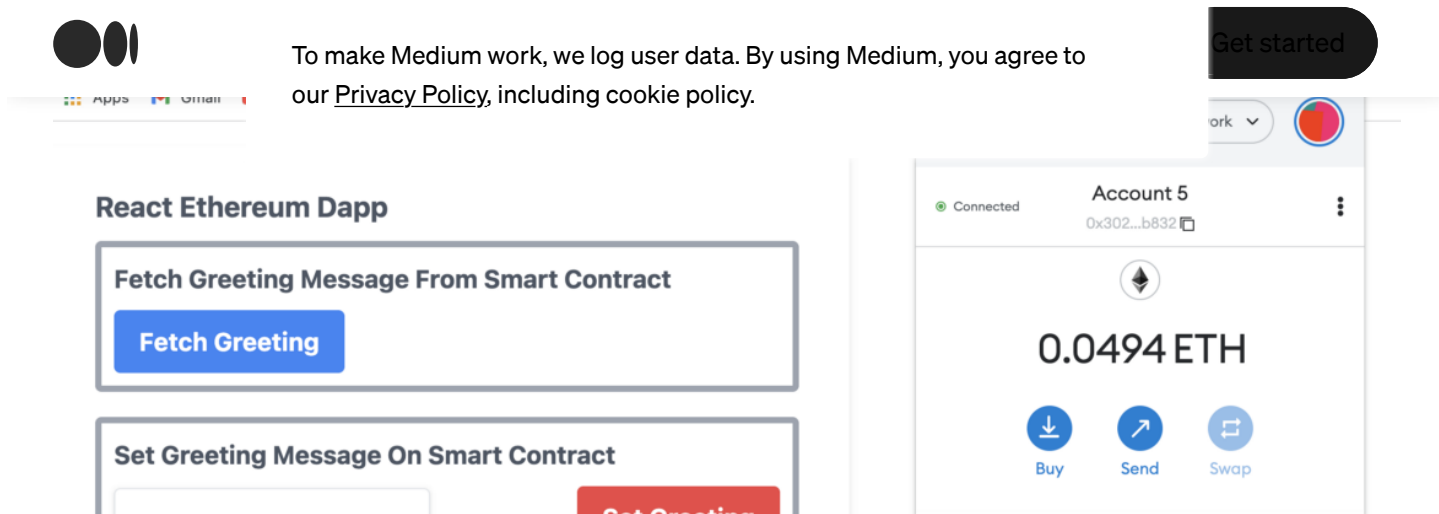 To make Medium work, we log user data. By using Medium, you agree to
our Privacy Policy, including cookie policy.
Get started
Apps Gmail
ork
React Ethereum Dapp
Connected
Account 5
0x302...b832
Fetch Greeting Message From Smart Contract
Fetch Greeting
0.0494 ETH
Buy Send Swap
Set Greeting Message On Smart Contract
Set Greeting